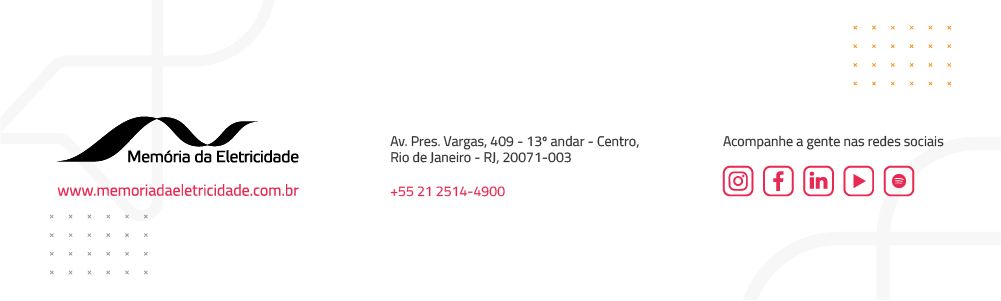 Memória da Eletricidade
www.memoriadaeletricidade.com.br
Av. Pres. Vargas, 409 - 13º andar - Centro,
Rio de Janeiro - RJ, 20071-003
+55 21 2514-4900
Acompanhe a gente nas redes sociais
in